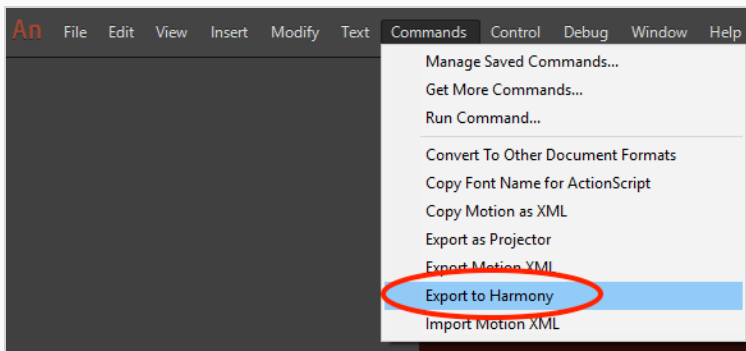 An File Edit View Insert Modify Text Commands Control Debug Window Help
Manage Saved Commands...
Get More Commands...
Run Command...
Convert To Other Document Formats
Copy Font Name for ActionScript
Copy Motion as XML
Export as Projector
Export Motion XML
Export to Harmony
Import Motion XML